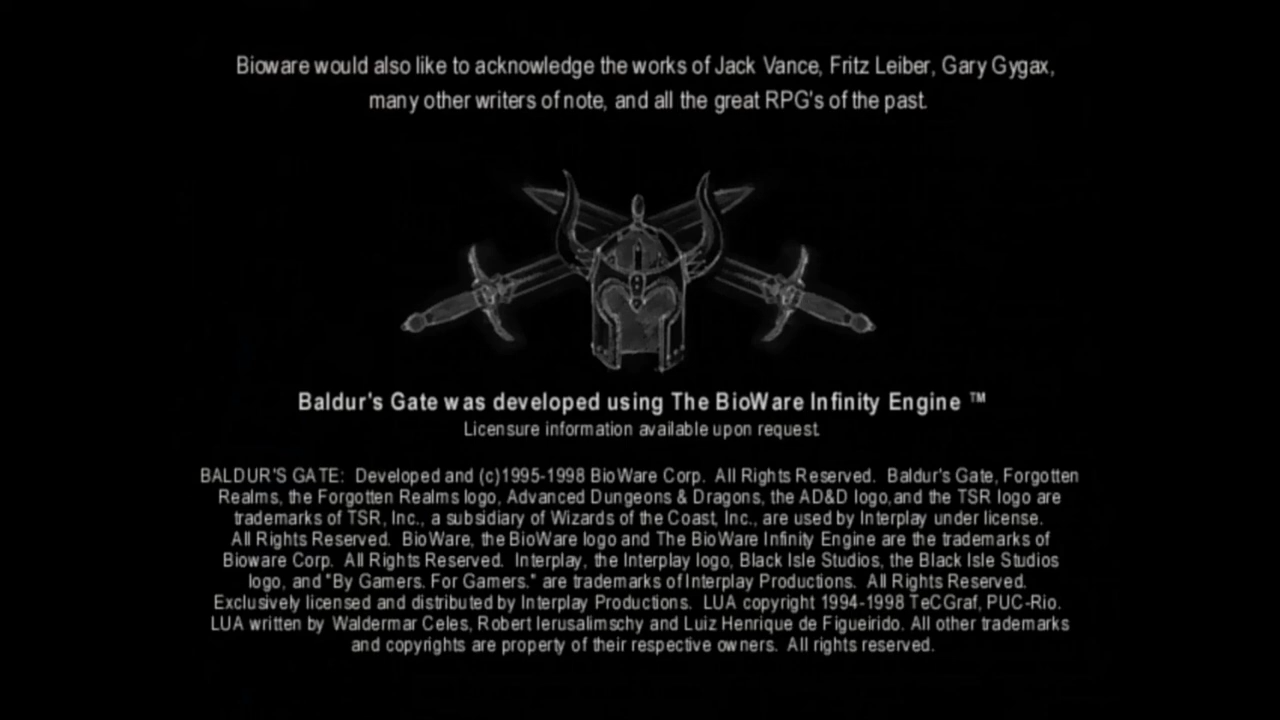 Bioware would also like to acknowledge the works of Jack Vance, Fritz Leiber, Gary Gygax,
many other writers of note, and all the great RPG's of the past.
Baldur's Gate was developed using The BioWare Infinity Engine ™
Licensure information available upon request.
BALDUR'S GATE: Developed and (c)1995-1998 BioWare Corp. All Rights Reserved. Baldur's Gate, Forgotten
Realms, the Forgotten Realms logo, Advanced Dungeons & Dragons, the AD&D logo,and the TSR logo are
trademarks of TSR, Inc., a subsidiary of Wizards of the Coast, Inc., are used by Interplay under license.
All Rights Reserved. BioWare, the BioWare logo and The BioWare Infinity Engine are the trademarks of
Bioware Corp. All Rights Reserved. Interplay, the Interplay logo, Black Isle Studios, the Black Isle Studios
logo, and "By Gamers. For Gamers." are trademarks of Interplay Productions. All Rights Reserved.
Exclusively licensed and distributed by Interplay Productions. LUA copyright 1994-1998 TeCGraf, PUC-Rio.
LUA written by Waldermar Celes, Robert Ierusalimschy and Luiz Henrique de Figueirido. All other trademarks
and copyrights are property of their respective owners. All rights reserved.